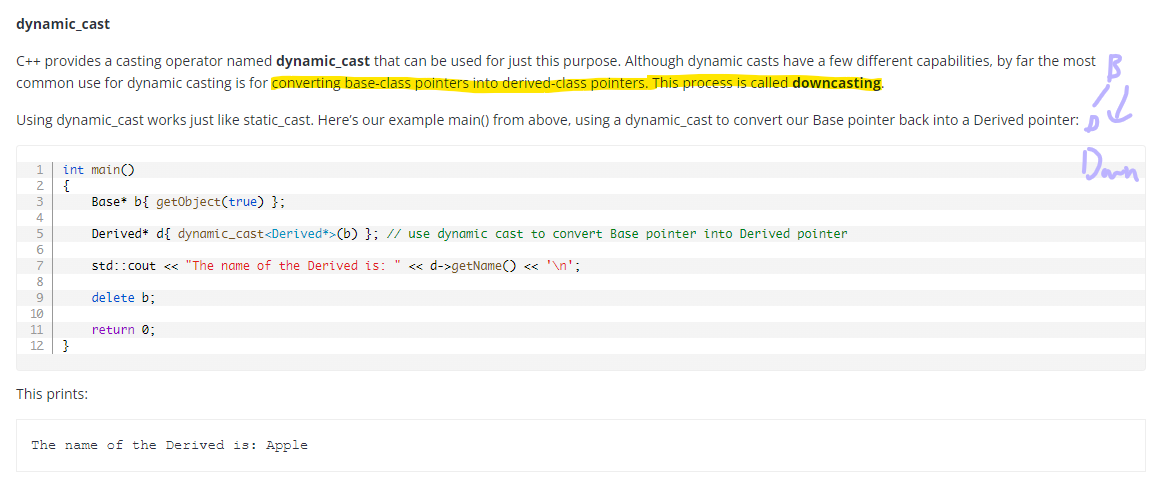 dynamic_cast
C++ provides a casting operator named dynamic_cast that can be used for just this purpose. Although dynamic casts have a few different capabilities, by far the most
common use for dynamic casting is for converting base-class pointers into derived-class pointers. This process is called downcasting.
B
D
Down
Using dynamic_cast works just like static_cast. Here’s our example main() from above, using a dynamic_cast to convert our Base pointer back into a Derived pointer:
1 int main()
2 {
3     Base* b{ getObject(true) };
4
5     Derived* d{ dynamic_cast<Derived*>(b) }; // use dynamic cast to convert Base pointer into Derived pointer
6
7     std::cout << "The name of the Derived is: " << d->getName() << '\n';
8
9     delete b;
10
11     return 0;
12 }
This prints:
The name of the Derived is: Apple